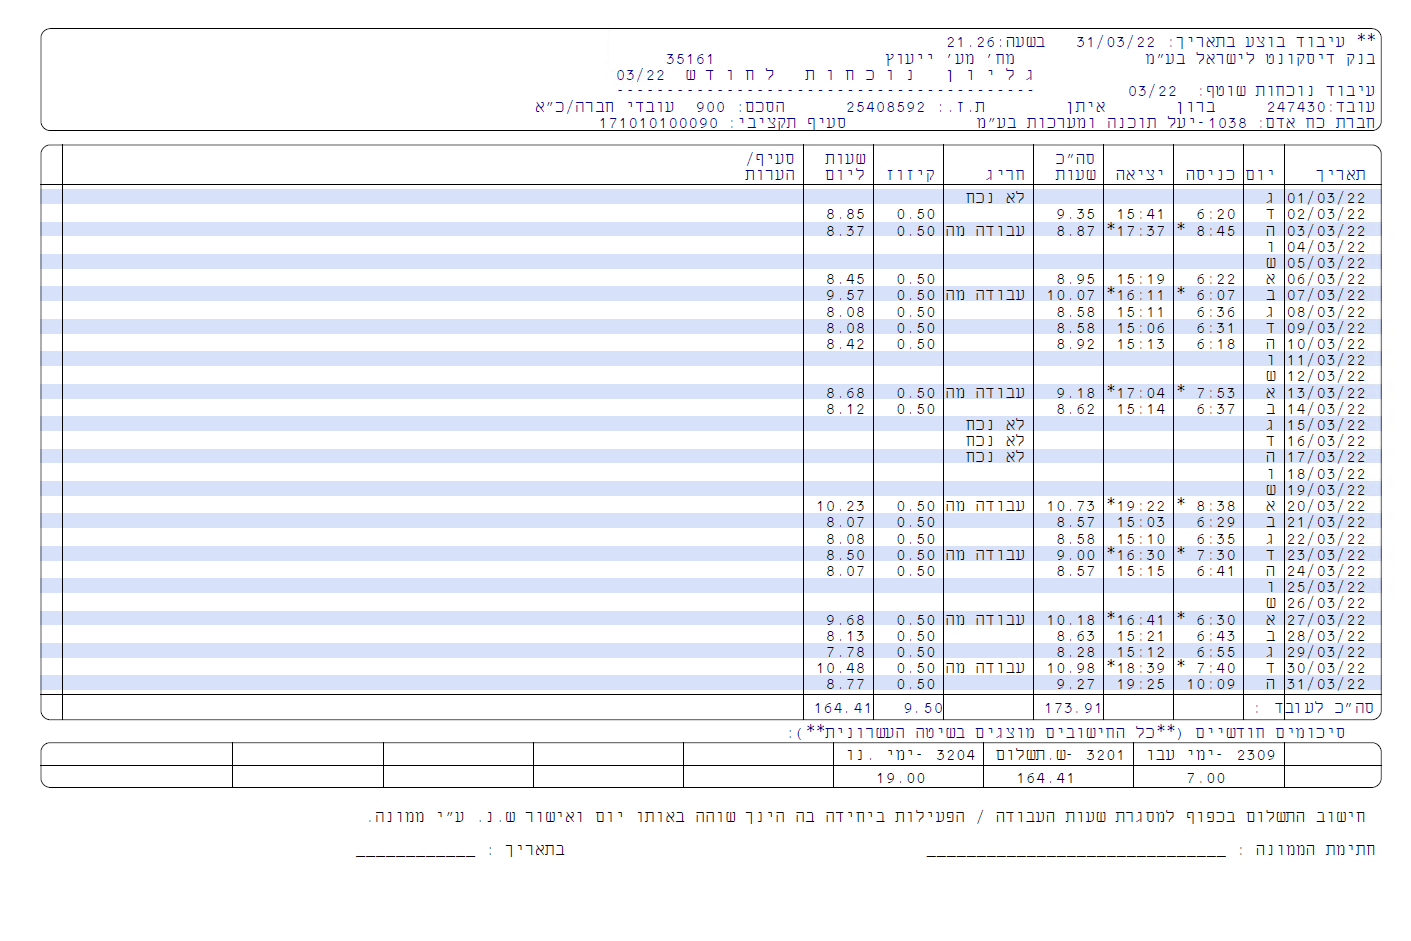 ** עיבוד בוצע בתאריך: 31/03/22 בשעה:21.26
בנק דיסקונט לישראל בע"מ מח' מע' ייעוץ 35161
ג ל י ו ן נ ו כ ח ו ת ל ח ו ד ש 03/22
------------------------------------------
עיבוד נוכחות שוטף: 03/22
עובד:247430 ברון איתן ת.ז.: 25408592 הסכם: 900 עובדי חברה/כ"א
חברת כח אדם: 1038-יעל תוכנה ומערכות בע"מ סעיף תקציבי: 171010100090
תאריך יום כניסה יציאה סה"כ שעות חריג קיזוז שעות ליום סעיף/ הערות
01/03/22 ג לא נכח
02/03/22 ד 6:20 15:41 9.35 0.50 8.85
03/03/22 ה 8:45 * 17:37* 8.87 עבודה מה 0.50 8.37
04/03/22 ו
05/03/22 ש
06/03/22 א 6:22 15:19 8.95 0.50 8.45
07/03/22 ב 6:07 * 16:11* 10.07 עבודה מה 0.50 9.57
08/03/22 ג 6:36 15:11 8.58 0.50 8.08
09/03/22 ד 6:31 15:06 8.58 0.50 8.08
10/03/22 ה 6:18 15:13 8.92 0.50 8.42
11/03/22 ו
12/03/22 ש
13/03/22 א 7:53 * 17:04* 9.18 עבודה מה 0.50 8.68
14/03/22 ב 6:37 15:14 8.62 0.50 8.12
15/03/22 ג לא נכח
16/03/22 ד לא נכח
17/03/22 ה לא נכח
18/03/22 ו
19/03/22 ש
20/03/22 א 8:38 * 19:22* 10.73 עבודה מה 0.50 10.23
21/03/22 ב 6:29 15:03 8.57 0.50 8.07
22/03/22 ג 6:35 15:10 8.58 0.50 8.08
23/03/22 ד 7:30 * 16:30* 9.00 עבודה מה 0.50 8.50
24/03/22 ה 6:41 15:15 8.57 0.50 8.07
25/03/22 ו
26/03/22 ש
27/03/22 א 6:30 * 16:41* 10.18 עבודה מה 0.50 9.68
28/03/22 ב 6:43 15:21 8.63 0.50 8.13
29/03/22 ג 6:55 15:12 8.28 0.50 7.78
30/03/22 ד 7:40 * 18:39* 10.98 עבודה מה 0.50 10.48
31/03/22 ה 10:09 19:25 9.27 0.50 8.77
סה"כ לעובד : 173.91 9.50 164.41
סיכומים חודשיים (**כל החישובים מוצגים בשיטה העשרונית**):
2309 -ימי עבו 3201 -ש.תשלום 3204 -ימי .נו
7.00 164.41 19.00
חישוב התשלום בכפוף למסגרת שעות העבודה / הפעילות ביחידה בה הינך שוהה באותו יום ואישור ש.נ. ע"י ממונה.
חתימת הממונה : ______________________________ בתאריך : ____________